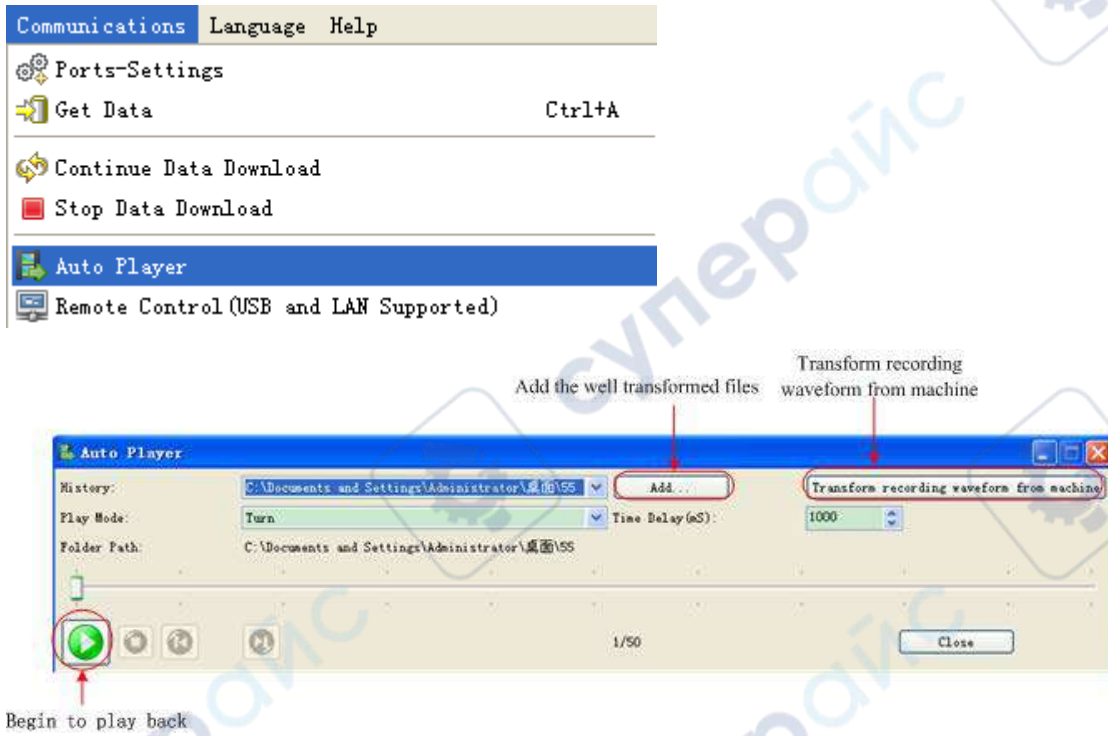 Communications Language Help
Ports-Settings
Get Data Ctrl+A
Continue Data Download
Stop Data Download
Auto Player
Remote Control(USB and LAN Supported)
суперайс
Transform recording
Add the well transformed files waveform from machine
Auto Player
History: C:\Documents and Settings\Administrator\桌面\55 Add... Transform recording waveform from machine
Play Mode: Turn Time Delay(mS): 1000
Folder Path: C:\Documents and Settings\Administrator\桌面\55
1/50 Close
Begin to play back